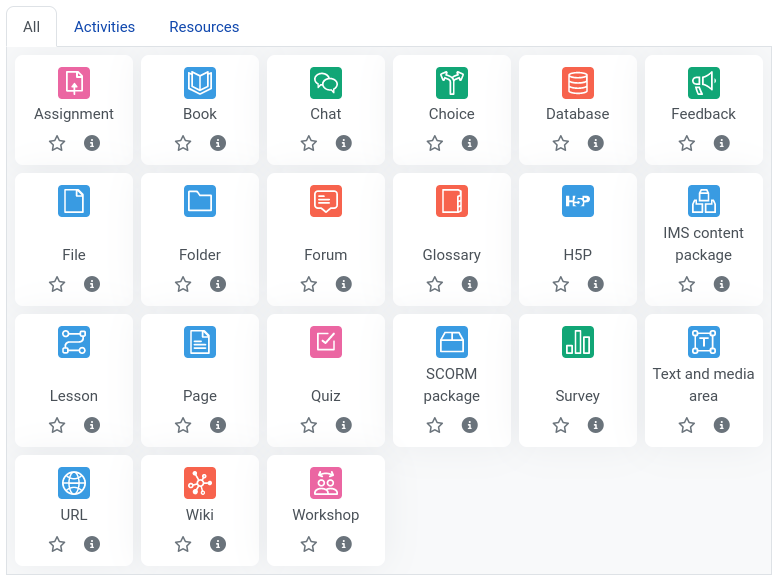 All Activities Resources
Assignment Book Chat Choice Database Feedback
File Folder Forum Glossary H5P IMS content package
Lesson Page Quiz SCORM package Survey Text and media area
URL Wiki Workshop